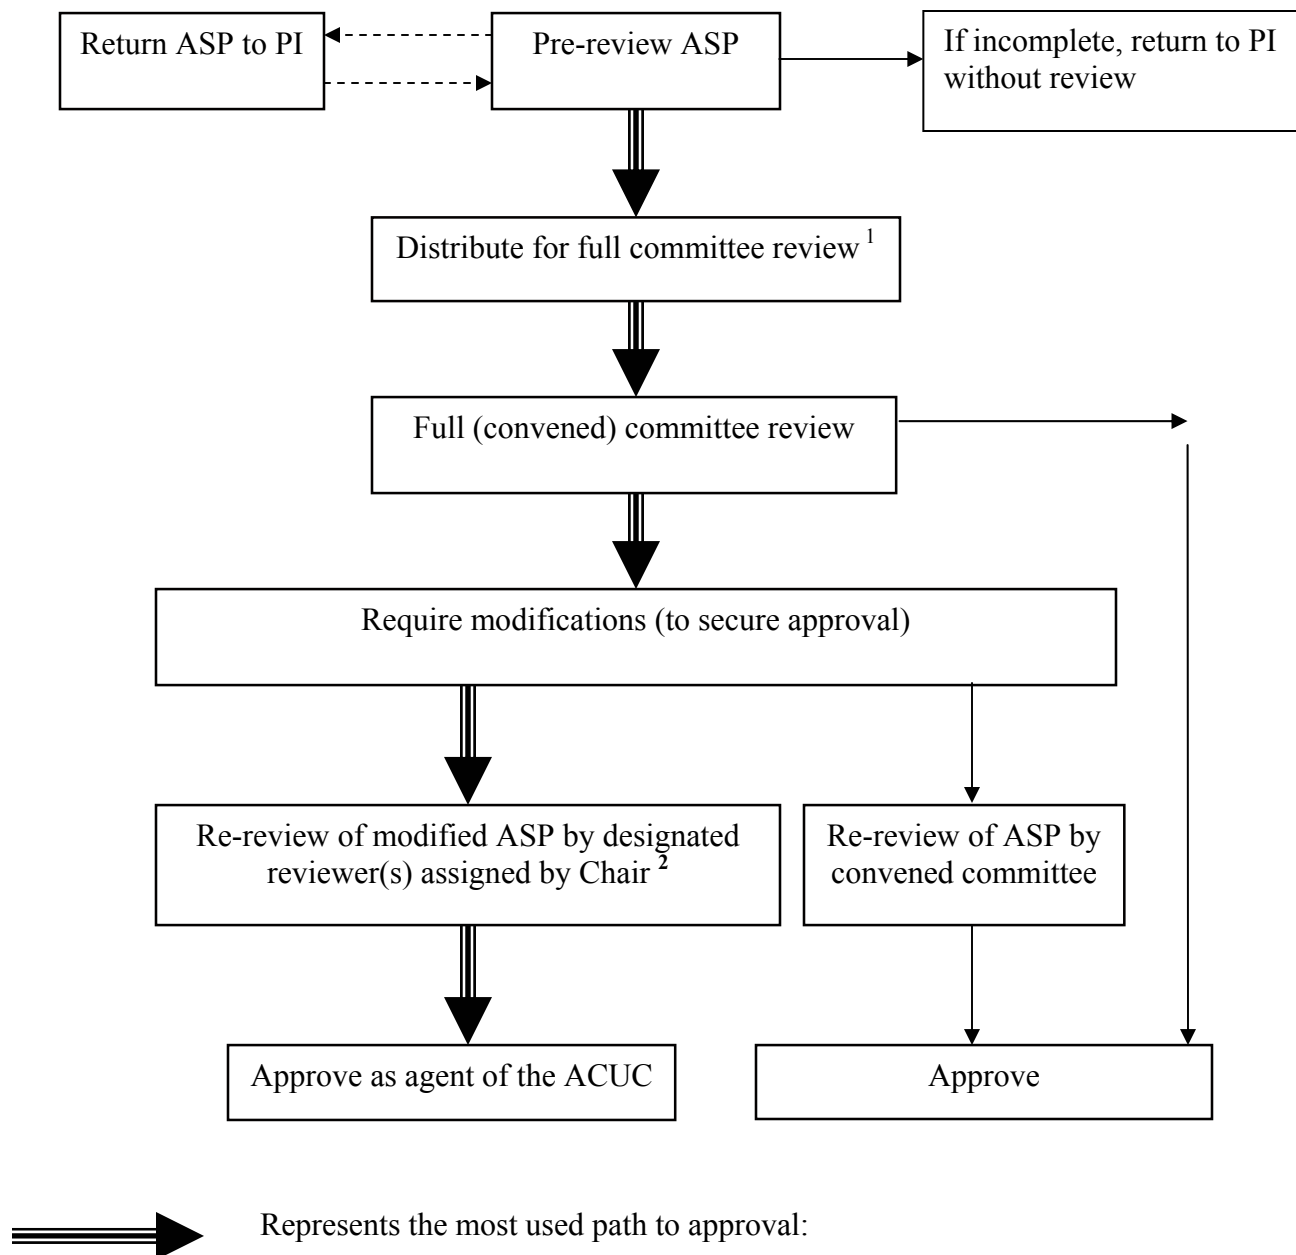 Return ASP to PI
Pre-review ASP
If incomplete, return to PI
without review
Distribute for full committee review 1
Full (convened) committee review
Require modifications (to secure approval)
Re-review of modified ASP by designated
reviewer(s) assigned by Chair 2
Re-review of ASP by
convened committee
Approve as agent of the ACUC
Approve
Represents the most used path to approval: